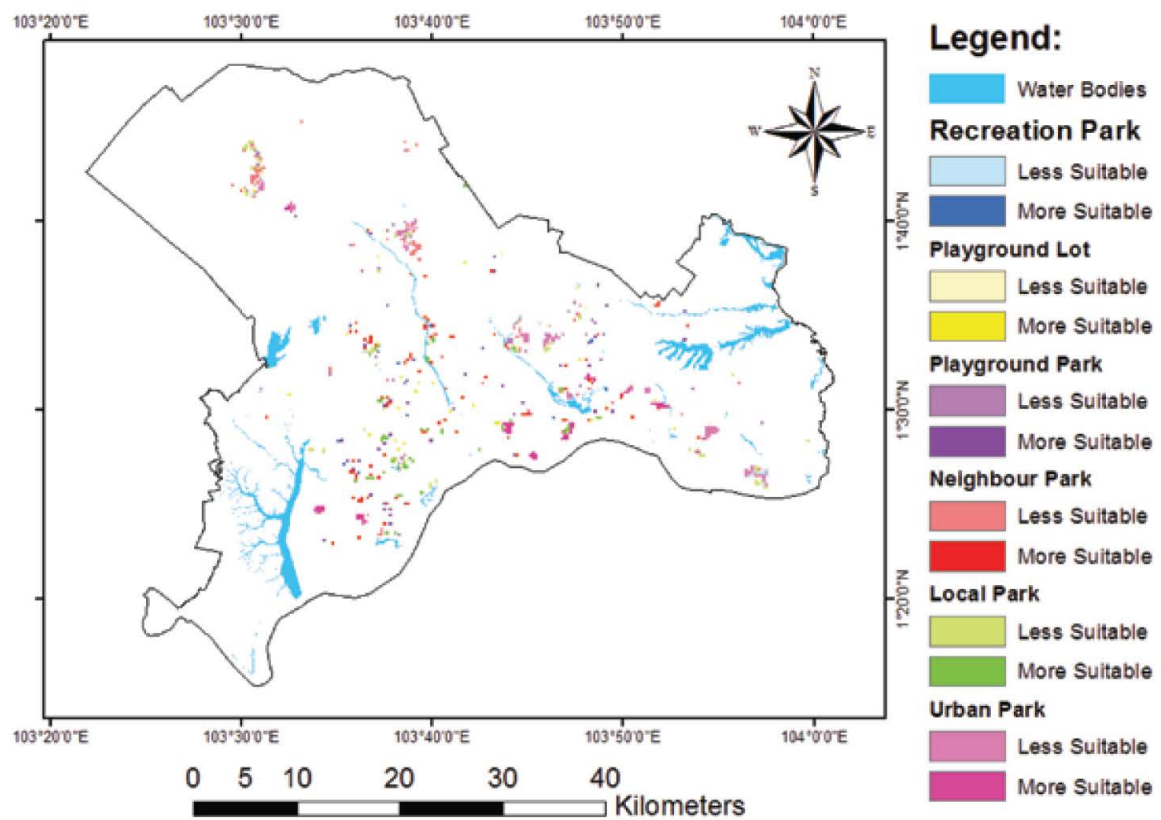 103°20'0"E 103°30'0"E 103°40'0"E 103°50'0"E 104°0'0"E
Legend:
Water Bodies
Recreation Park
Less Suitable
More Suitable
Playground Lot
Less Suitable
More Suitable
Playground Park
Less Suitable
More Suitable
Neighbour Park
Less Suitable
More Suitable
Local Park
Less Suitable
More Suitable
Urban Park
Less Suitable
More Suitable
N
W E
S
1°40'0"N
1°30'0"N
1°20'0"N
103°20'0"E 103°30'0"E 103°40'0"E 103°50'0"E 104°0'0"E
0 5 10 20 30 40
Kilometers